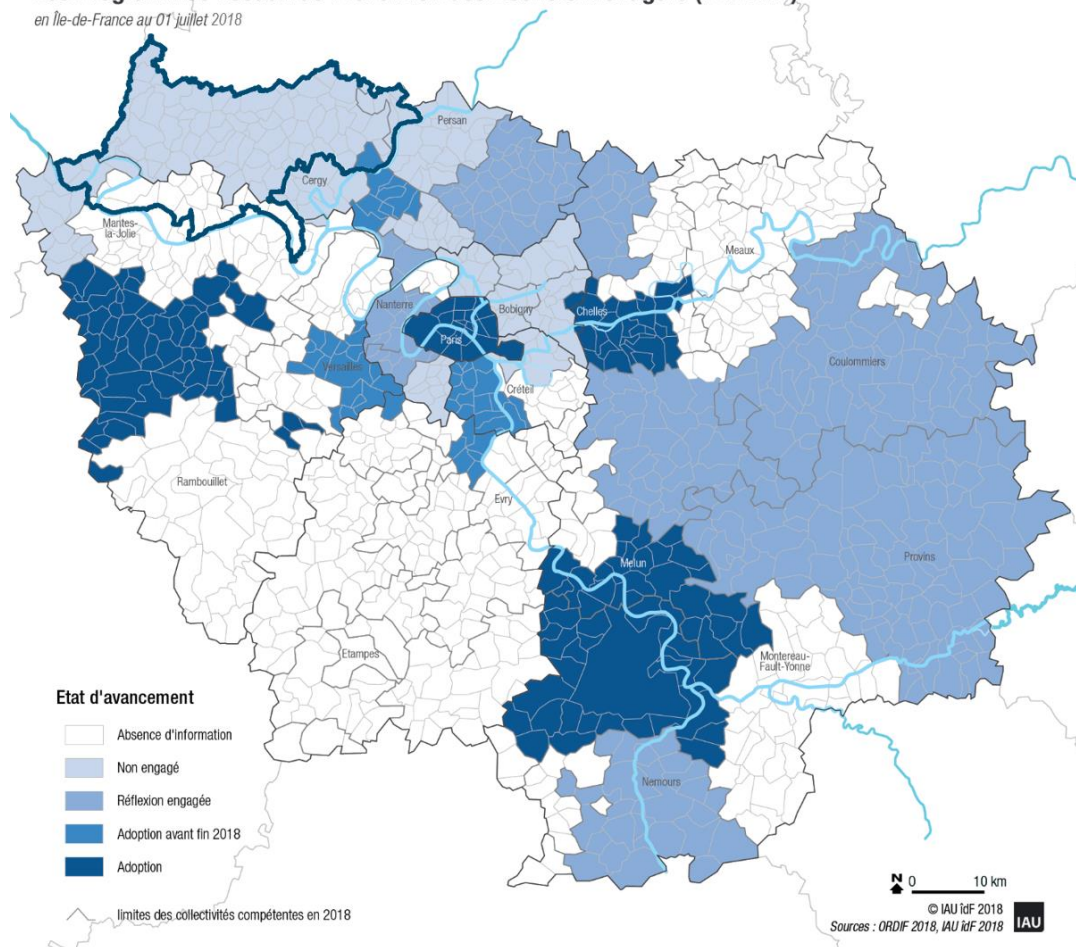 en Île-de-France au 01 juillet 2018
Persan
Cergy
Mantes-
la-Jolie
Meaux
Nanterre
Bobigny
Chelles
Paris
Coulommiers
Versailles
Créteil
Rambouillet
Evry
Provins
Melun
Montereau-
Fault-Yonne
Etampes
Nemours
Etat d'avancement
Absence d'information
Non engagé
Réflexion engagée
Adoption avant fin 2018
Adoption
limites des collectivités compétentes en 2018
N 0 10 km
© IAU îdF 2018
Sources : ORDIF 2018, IAU îdF 2018
IAU